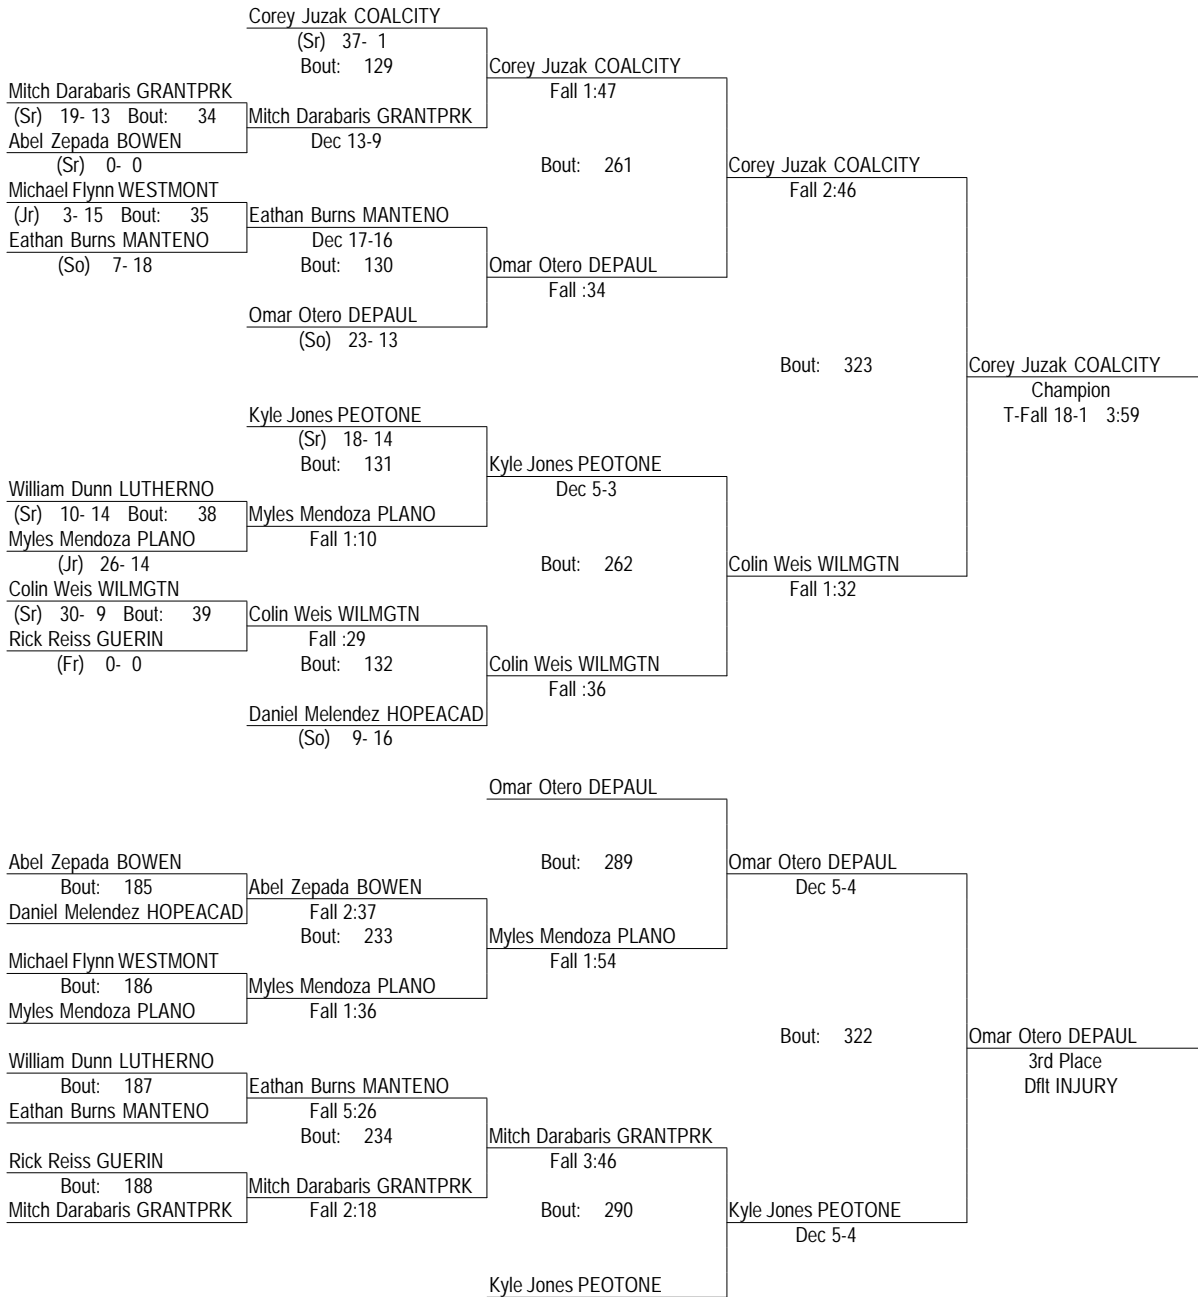 Corey Juzak COALCITY
(Sr) 37- 1
Bout: 129
Corey Juzak COALCITY
Fall 1:47
Mitch Darabaris GRANTPRK
(Sr) 19- 13 Bout: 34
Mitch Darabaris GRANTPRK
Dec 13-9
Abel Zepada BOWEN
(Sr) 0- 0
Bout: 261
Corey Juzak COALCITY
Fall 2:46
Michael Flynn WESTMONT
(Jr) 3- 15 Bout: 35
Eathan Burns MANTENO
Dec 17-16
Eathan Burns MANTENO
(So) 7- 18
Bout: 130
Omar Otero DEPAUL
Fall :34
Omar Otero DEPAUL
(So) 23- 13
Bout: 323
Corey Juzak COALCITY
Champion
T-Fall 18-1 3:59
Kyle Jones PEOTONE
(Sr) 18- 14
Bout: 131
Kyle Jones PEOTONE
Dec 5-3
William Dunn LUTHERNO
(Sr) 10- 14 Bout: 38
Myles Mendoza PLANO
Fall 1:10
Myles Mendoza PLANO
(Jr) 26- 14
Bout: 262
Colin Weis WILMGTN
Fall 1:32
Colin Weis WILMGTN
(Sr) 30- 9 Bout: 39
Colin Weis WILMGTN
Fall :29
Rick Reiss GUERIN
(Fr) 0- 0
Bout: 132
Colin Weis WILMGTN
Fall :36
Daniel Melendez HOPEACAD
(So) 9- 16
Omar Otero DEPAUL
Bout: 289
Omar Otero DEPAUL
Dec 5-4
Abel Zepada BOWEN
Bout: 185
Abel Zepada BOWEN
Fall 2:37
Daniel Melendez HOPEACAD
Bout: 233
Myles Mendoza PLANO
Fall 1:54
Michael Flynn WESTMONT
Bout: 186
Myles Mendoza PLANO
Fall 1:36
Myles Mendoza PLANO
Bout: 322
Omar Otero DEPAUL
3rd Place
Dflt INJURY
William Dunn LUTHERNO
Bout: 187
Eathan Burns MANTENO
Fall 5:26
Eathan Burns MANTENO
Bout: 234
Mitch Darabaris GRANTPRK
Fall 3:46
Rick Reiss GUERIN
Bout: 188
Mitch Darabaris GRANTPRK
Fall 2:18
Mitch Darabaris GRANTPRK
Bout: 290
Kyle Jones PEOTONE
Dec 5-4
Kyle Jones PEOTONE